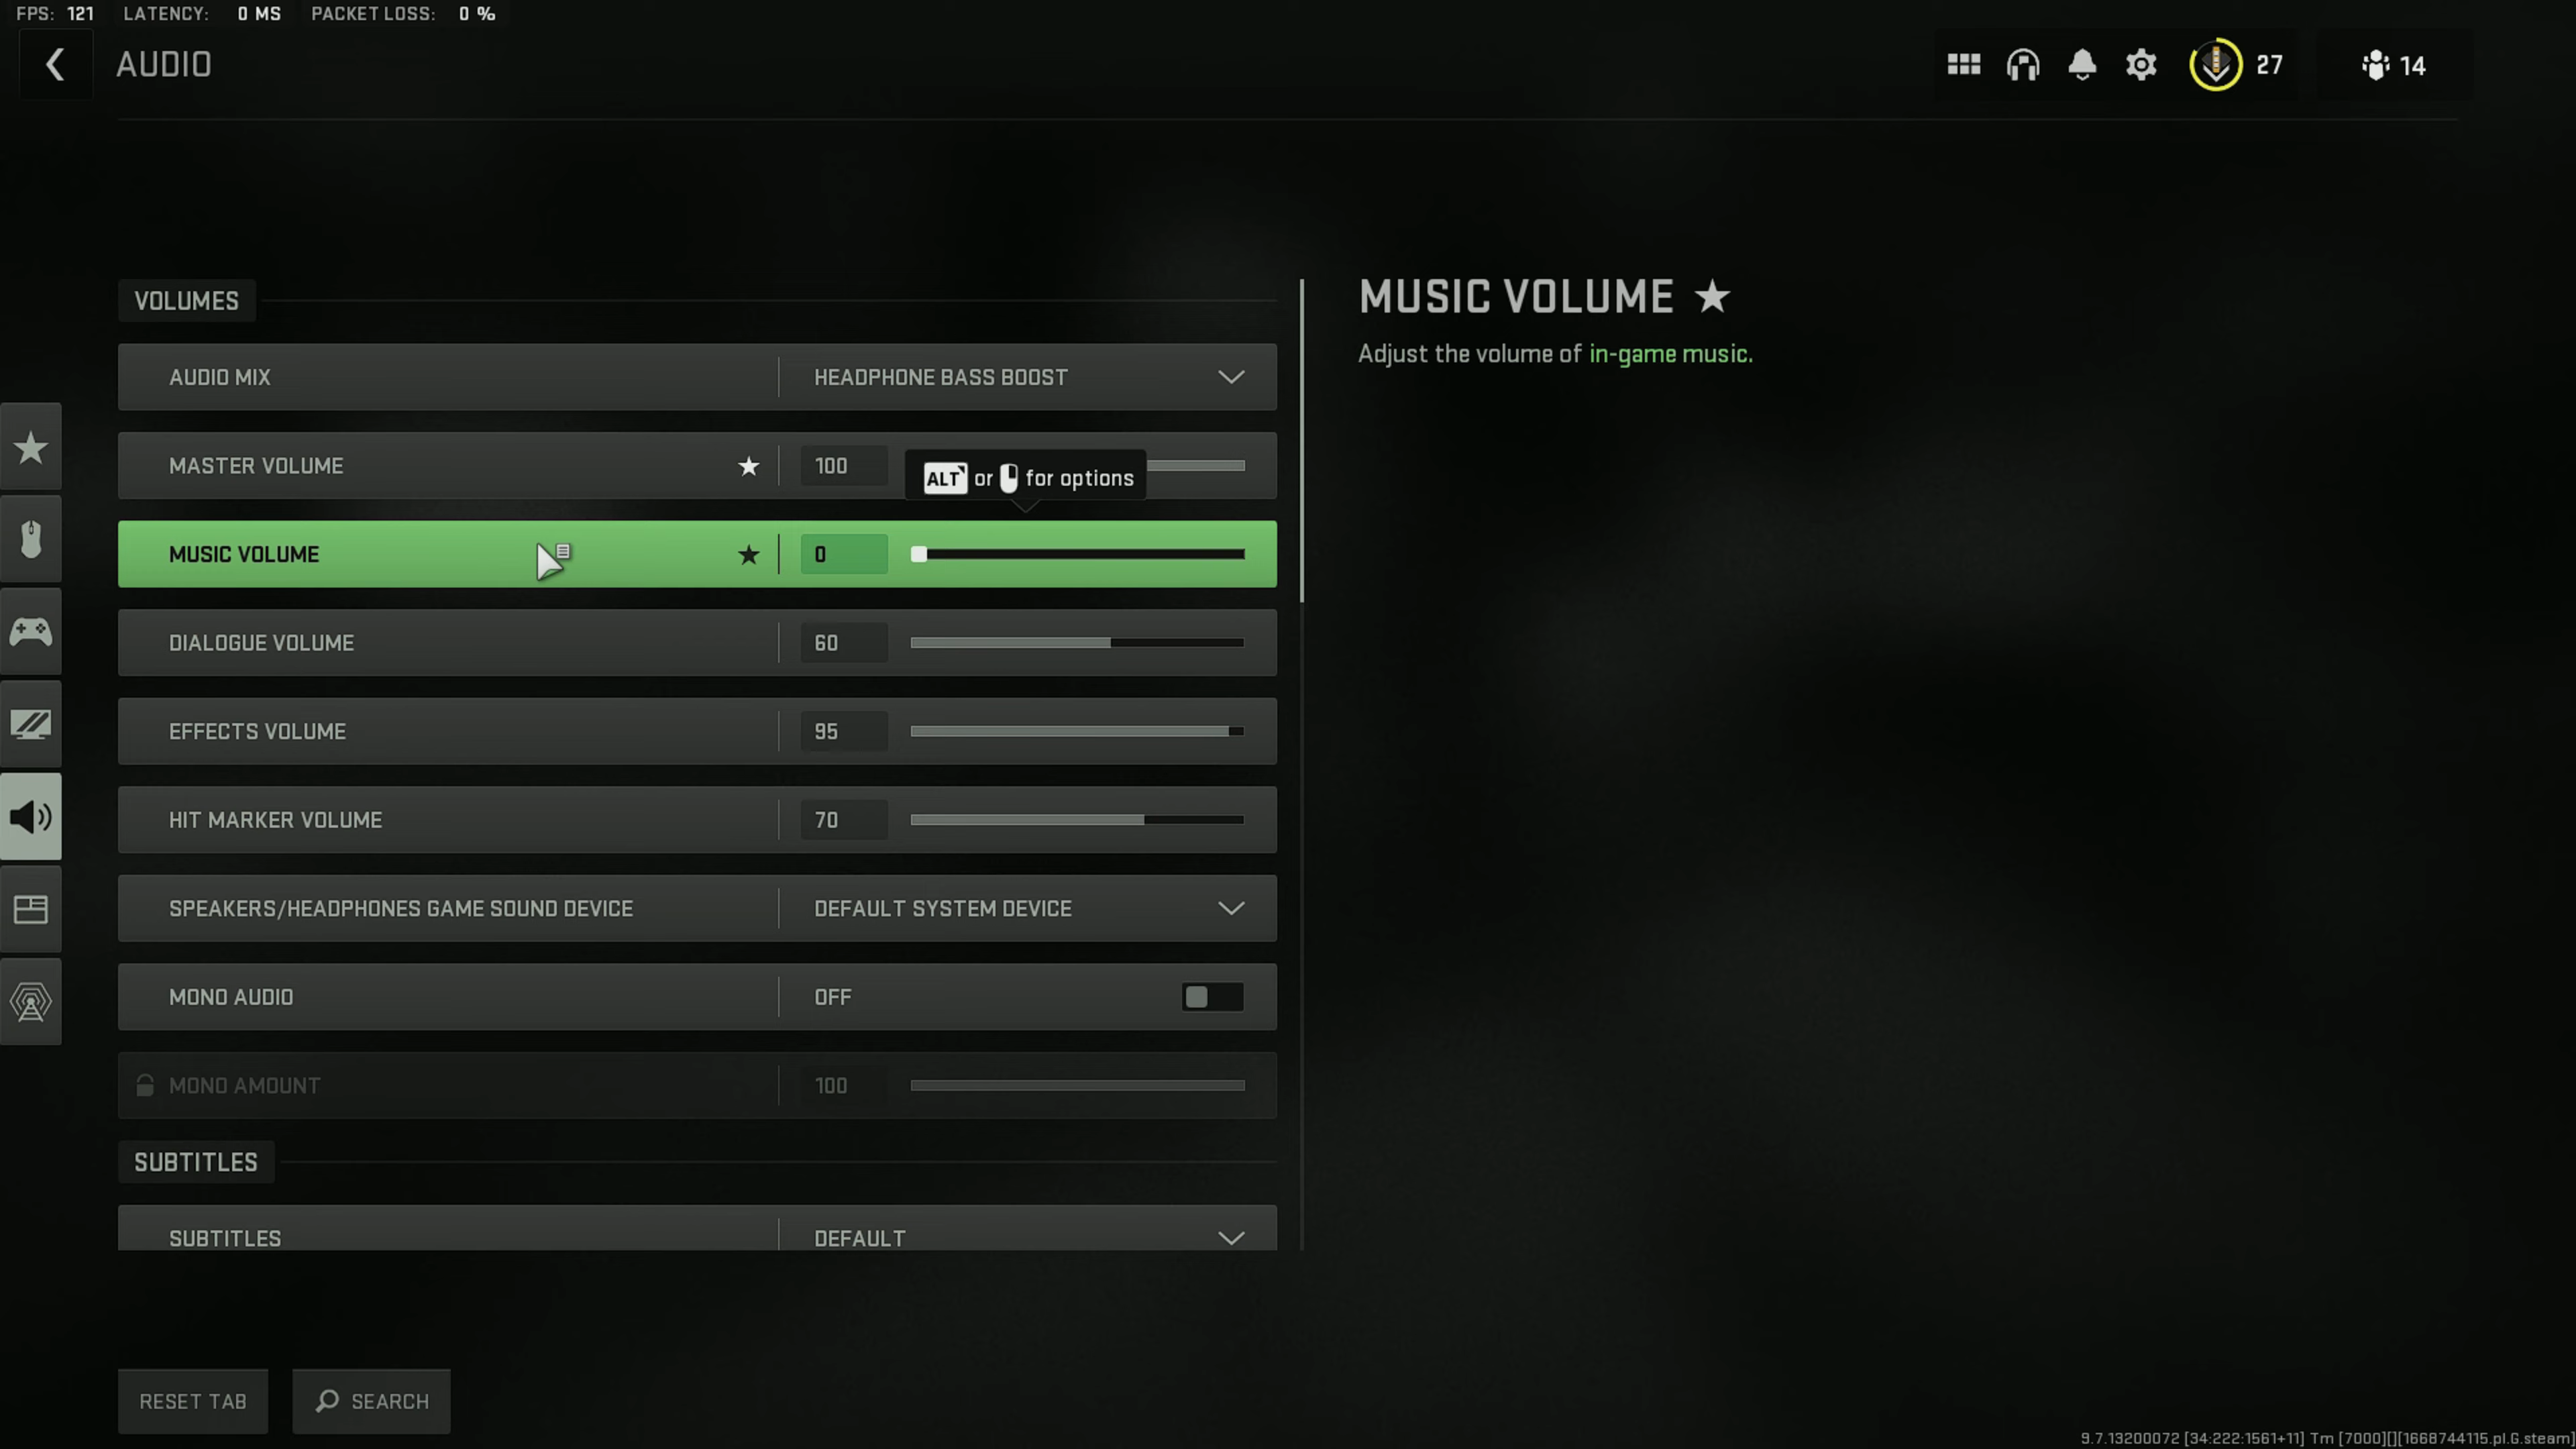 FPS: 121 LATENCY: 0 MS PACKET LOSS: 0 %
AUDIO
27
14
VOLUMES
AUDIO MIX HEADPHONE BASS BOOST
MASTER VOLUME 100
ALT or for options
MUSIC VOLUME 0
DIALOGUE VOLUME 60
EFFECTS VOLUME 95
HIT MARKER VOLUME 70
SPEAKERS/HEADPHONES GAME SOUND DEVICE DEFAULT SYSTEM DEVICE
MONO AUDIO OFF
MONO AMOUNT 100
SUBTITLES
SUBTITLES DEFAULT
MUSIC VOLUME
Adjust the volume of in-game music.
RESET TAB SEARCH
9.7.13200072 [34:222:1561+11] Tm [7000][][1668744115.pl.G.steam]